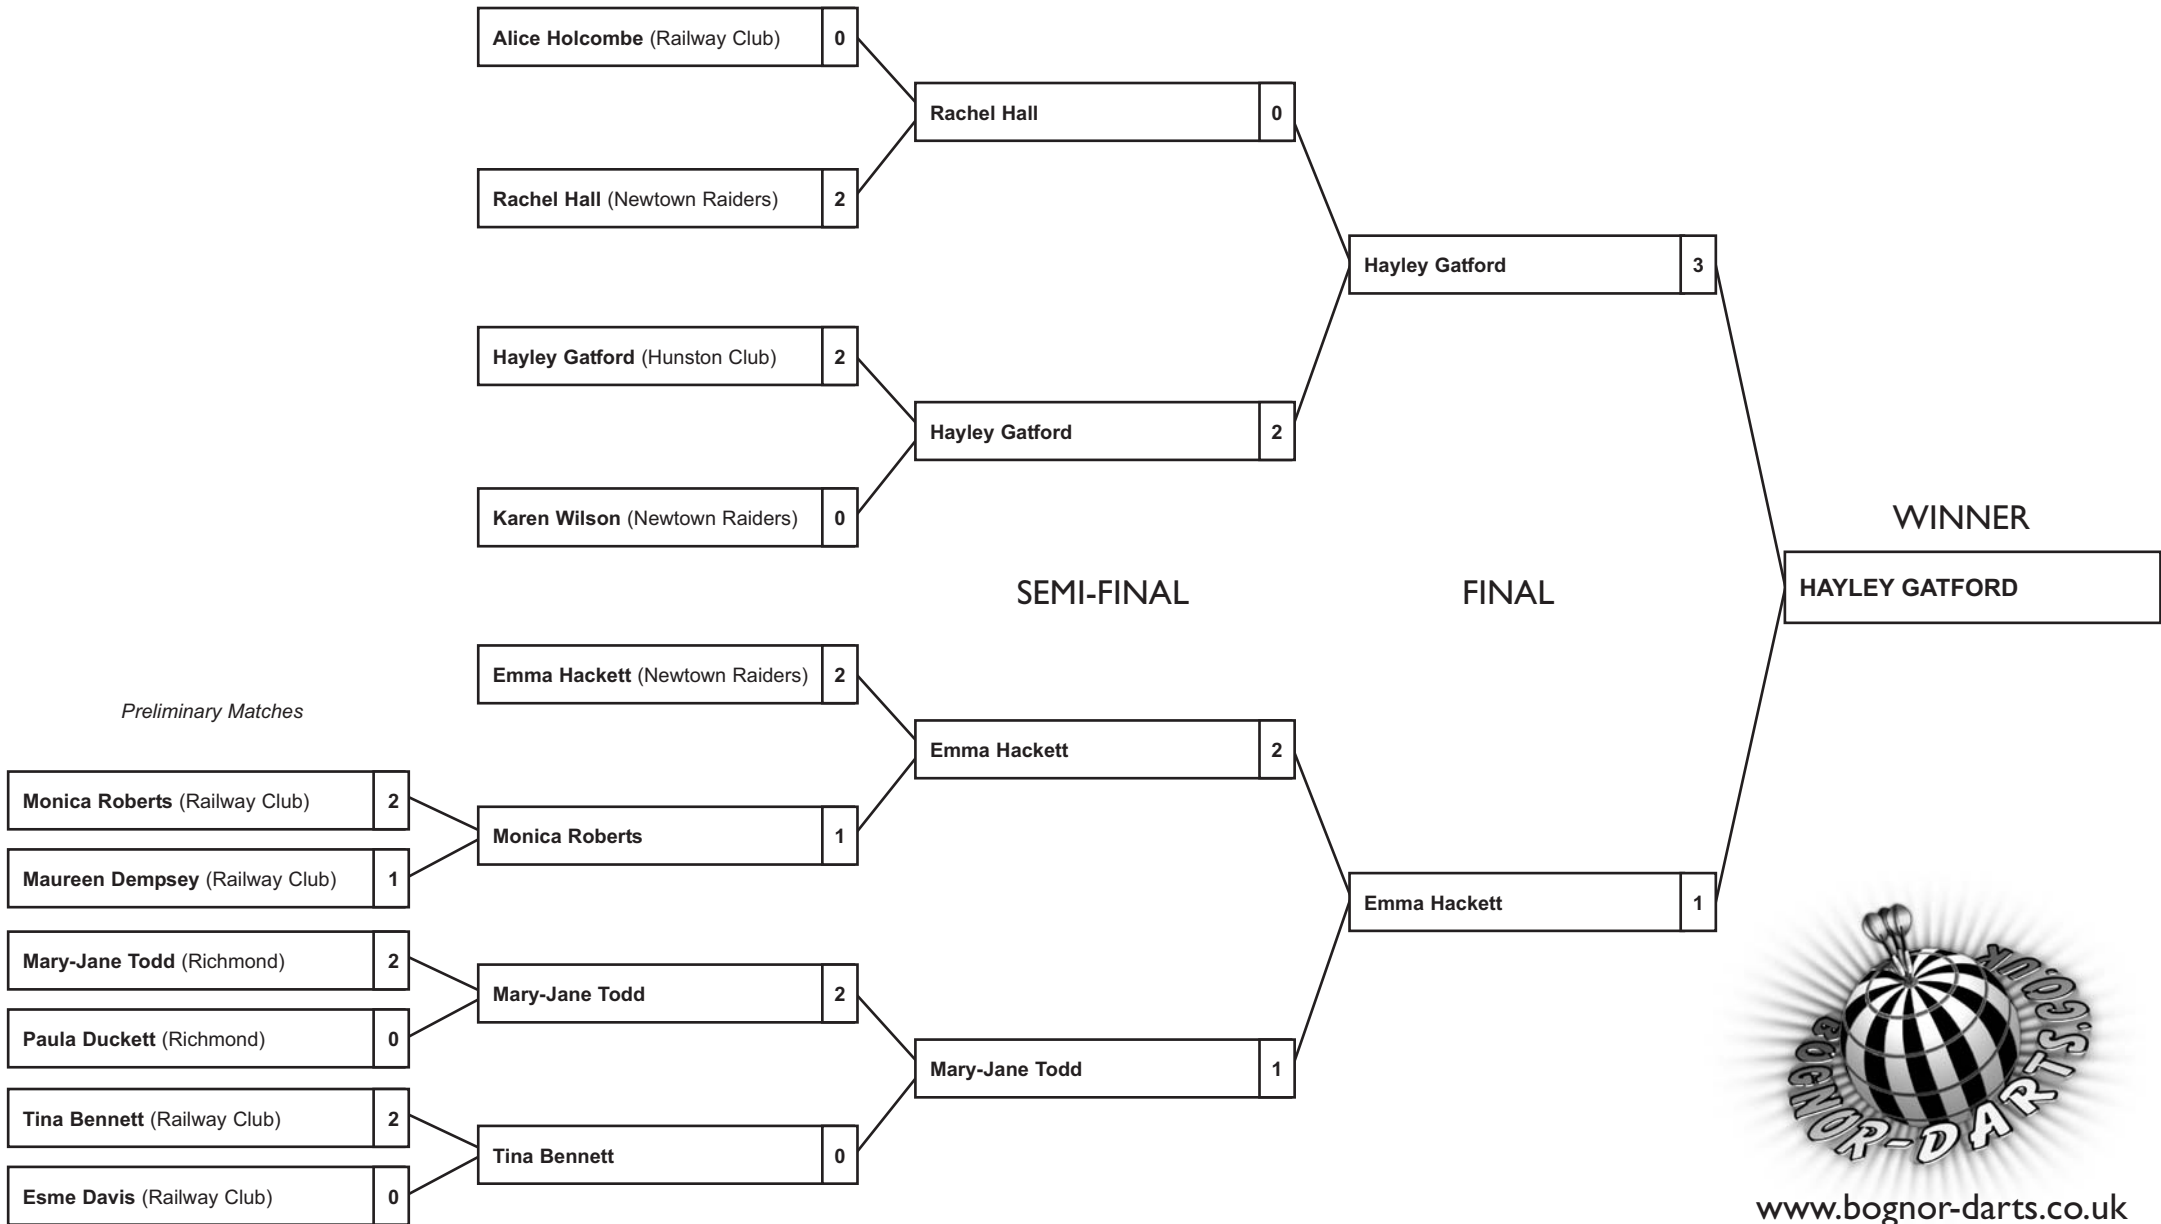 Alice Holcombe (Railway Club) 0
Rachel Hall (Newtown Raiders) 2
Hayley Gatford (Hunston Club) 2
Karen Wilson (Newtown Raiders) 0
Emma Hackett (Newtown Raiders) 2
Preliminary Matches
Monica Roberts (Railway Club) 2
Maureen Dempsey (Railway Club) 1
Mary-Jane Todd (Richmond) 2
Paula Duckett (Richmond) 0
Tina Bennett (Railway Club) 2
Esme Davis (Railway Club) 0
Monica Roberts 1
Mary-Jane Todd 2
Tina Bennett 0
Rachel Hall 0
Hayley Gatford 2
SEMI-FINAL
Emma Hackett 2
Mary-Jane Todd 1
Hayley Gatford 3
FINAL
Emma Hackett 1
WINNER
HAYLEY GATFORD
BOGNOR-DARTS.CO.UK
www.bognor-darts.co.uk